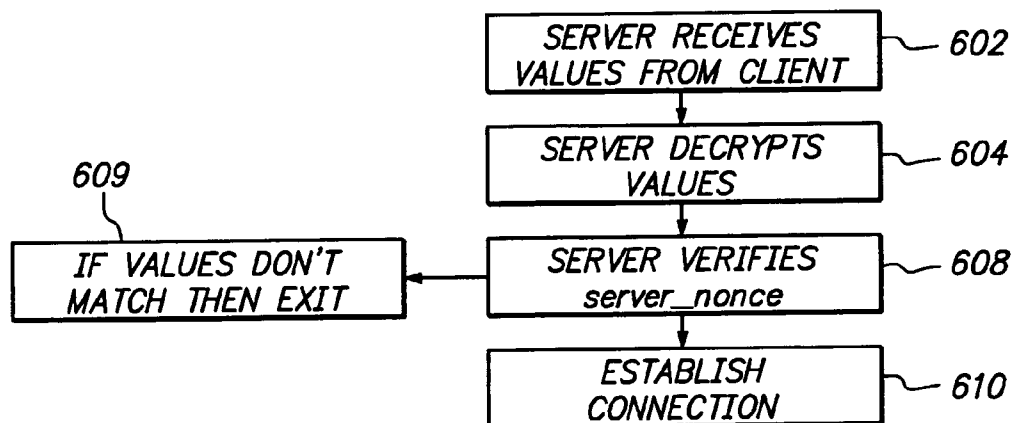 SERVER RECEIVES
VALUES FROM CLIENT
602
SERVER DECRYPTS
VALUES
604
609
IF VALUES DON'T
MATCH THEN EXIT
SERVER VERIFIES
server_nonce
608
ESTABLISH
CONNECTION
610